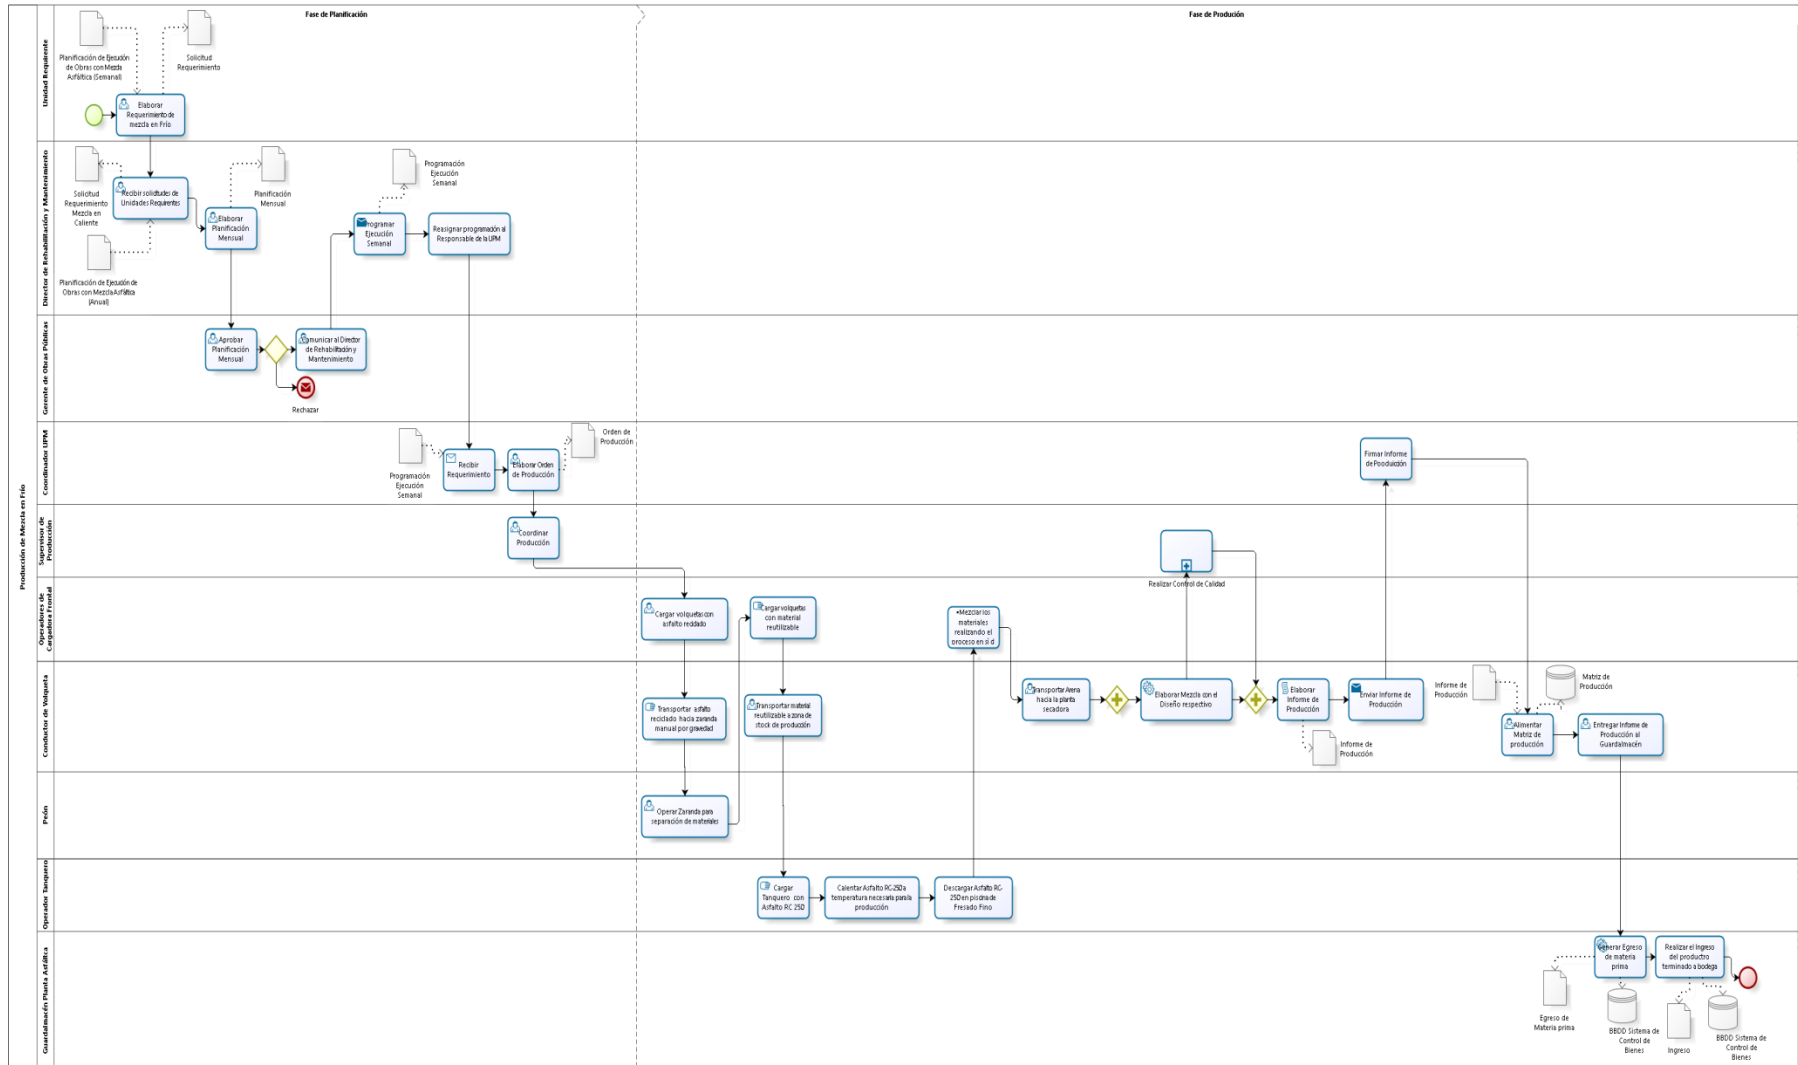 Fase de Planificación
Fase de Produción
Producción de Mezcla en Frío
Unidad Requirente
Planificación de Ejecución
de Obras con Mezcla
Asfáltica (Semanal)
Solicitud
Requerimiento
Elaborar
Requerimiento de
mezcla en Frío
Director de Rehabilitación y Mantenimiento
Solicitud
Requerimiento
Mezcla en
Caliente
Recibir solicitudes de
Unidades Requirentes
Elaborar
Planificación
Mensual
Planificación
Mensual
Planificación de Ejecución de
Obras con Mezcla Asfáltica
(Anual)
Programación
Ejecución
Semanal
Programar
Ejecución
Semanal
Reasignar programación al
Responsable de la UPM
Gerente de Obras Públicas
Aprobar
Planificación
Mensual
Comunicar al Director
de Rehabilitación y
Mantenimiento
Rechazar
Coordinador UPM
Programación
Ejecución
Semanal
Recibir
Requerimiento
Elaborar Orden
de Producción
Orden de
Producción
Firmar Informe
de Pooduicción
Supervisor de
Producción
Coordinar
Producción
Realizar Control de Calidad
Operadores de
Cargadora Frontal
Cargar volquetas con
asfalto reciclado
Cargar volquetas
con material
reutilizable
•Mezclar los
materiales
realizando el
proceso en sí d
Conductor de Volqueta
Transportar asfalto
reciclado hacia zaranda
manual por gravedad
Transportar material
reutilizable a zona de
stock de producción
Transportar Arena
hacia la planta
secadora
Elaborar Mezcla con el
Diseño respectivo
Elaborar
Informe de
Producción
Informe de
Producción
Enviar Informe de
Producción
Informe de
Producción
Matriz de
Producción
Alimentar
Matriz de
producción
Entregar Informe de
Producción al
Guardalmacén
Peón
Operar Zaranda para
separación de materiales
Operador Tanquero
Cargar
Tanquero con
Asfalto RC 250
Calentar Asfalto RC-250 a
temperatura necesaria para la
producción
Descargar Asfalto RC-
250 en piscina de
Fresado Fino
Guardalmacén Planta Asfáltca
Generar Egreso
de materia
prima
Realizar el Ingreso
del productro
terminado a bodega
Egreso de
Materia prima
BBDD Sistema de
Control de
Bienes
Ingreso
BBDD Sistema de
Control de
Bienes